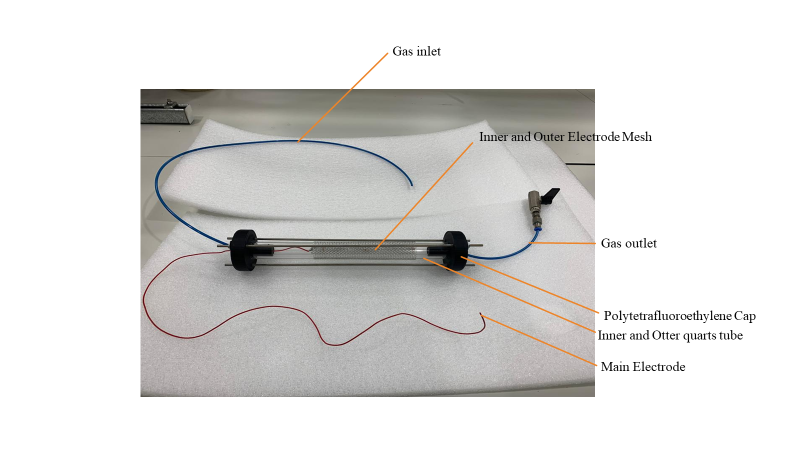 Gas inlet
Inner and Outer Electrode Mesh
Gas outlet
Polytetrafluoroethylene Cap
Inner and Otter quarts tube
Main Electrode